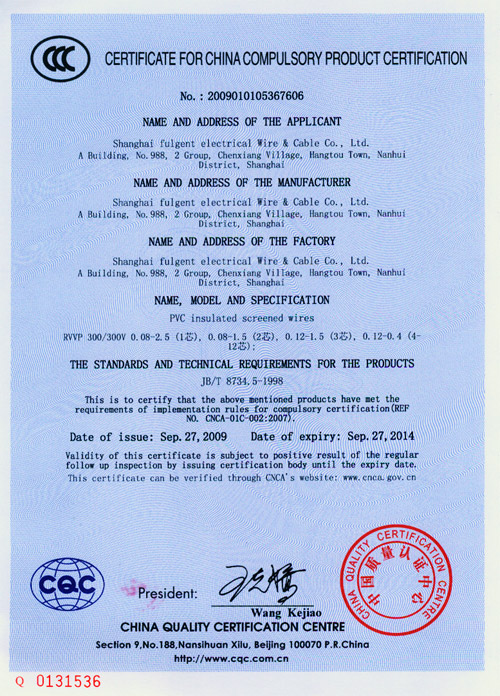 CCC
CERTIFICATE FOR CHINA COMPULSORY PRODUCT CERTIFICATION
No. : 2009010105367606
NAME AND ADDRESS OF THE APPLICANT
Shanghai fulgent electrical Wire & Cable Co., Ltd.
A Building, No.988, 2 Group, Chenxiang Village, Hangtou Town, Nanhui
District, Shanghai
NAME AND ADDRESS OF THE MANUFACTURER
Shanghai fulgent electrical Wire & Cable Co., Ltd.
A Building, No.988, 2 Group, Chenxiang Village, Hangtou Town, Nanhui
District, Shanghai
NAME AND ADDRESS OF THE FACTORY
Shanghai fulgent electrical Wire & Cable Co., Ltd.
A Building, No.988, 2 Group, Chenxiang Village, Hangtou Town, Nanhui
District, Shanghai
NAME, MODEL AND SPECIFICATION
PVC insulated screened wires
RVVP 300/300V 0.08-2.5 (1芯), 0.08-1.5 (2芯), 0.12-1.5 (3芯), 0.12-0.4 (4-
12芯);
THE STANDARDS AND TECHNICAL REQUIREMENTS FOR THE PRODUCTS
JB/T 8734.5-1998
This is to certify that the above mentioned products have met the
requirements of implementation rules for compulsory certification(REF
NO. CNCA-01C-002:2007).
Date of issue: Sep. 27, 2009 Date of expiry: Sep. 27, 2014
Validity of this certificate is subject to positive result of the regular
follow up inspection by issuing certification body until the expiry date.
This certificate can be verified through CNCA's website: www.cnca.gov.cn
CHINA QUALITY CERTIFICATION CENTRE
中国质量认证中心
CQC
President:
Wang Kejiao
CHINA QUALITY CERTIFICATION CENTRE
Section 9,No.188,Nansihuan Xilu, Beijing 100070 P.R.China
http://www.cqc.com.cn
Q 0131536